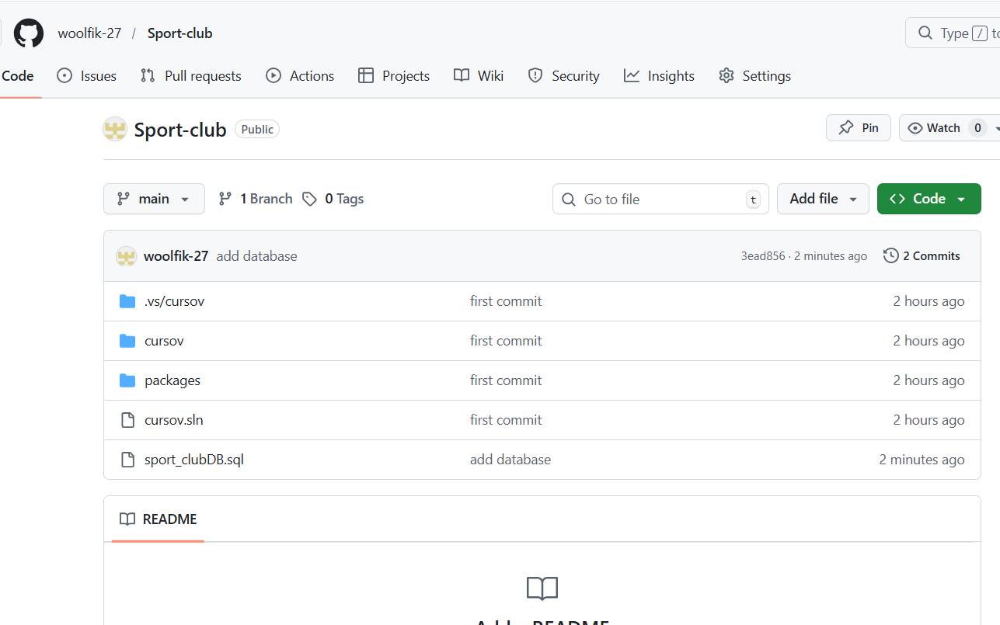 woolfik-27 / Sport-club
Type / to
Code Issues Pull requests Actions Projects Wiki Security Insights Settings
Sport-club Public
Pin Watch 0
main 1 Branch 0 Tags
Go to file t Add file Code
woolfik-27 add database 3ead856 · 2 minutes ago 2 Commits
.vs/cursov first commit 2 hours ago
cursov first commit 2 hours ago
packages first commit 2 hours ago
cursov.sln first commit 2 hours ago
sport_clubDB.sql add database 2 minutes ago
README
Add a README